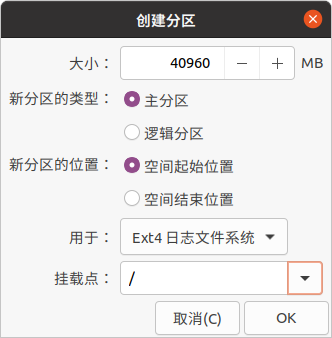 创建分区
大小： 40960 － ＋ MB
新分区的类型： 主分区
逻辑分区
新分区的位置： 空间起始位置
空间结束位置
用于： Ext4 日志文件系统
挂载点： /
取消(C) OK